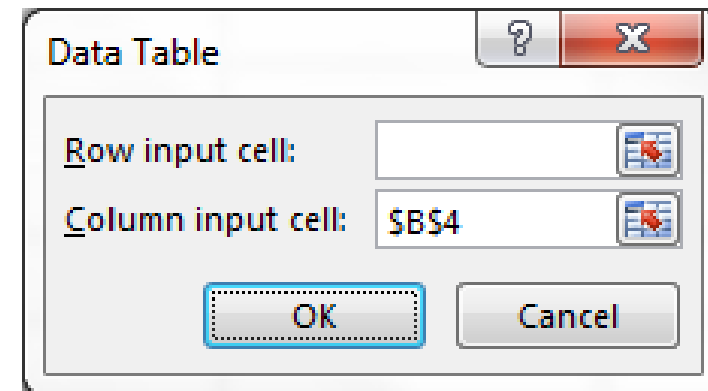 Data Table
?
Row input cell:
Column input cell: $B$4
OK Cancel